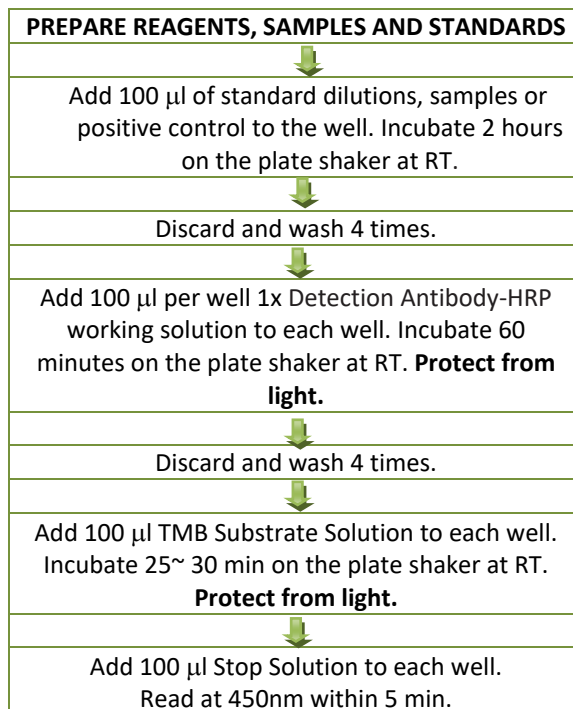 PREPARE REAGENTS, SAMPLES AND STANDARDS
Add 100 μl of standard dilutions, samples or
positive control to the well. Incubate 2 hours
on the plate shaker at RT.
Discard and wash 4 times.
Add 100 μl per well 1x Detection Antibody-HRP
working solution to each well. Incubate 60
minutes on the plate shaker at RT. Protect from
light.
Discard and wash 4 times.
Add 100 μl TMB Substrate Solution to each well.
Incubate 25~ 30 min on the plate shaker at RT.
Protect from light.
Add 100 μl Stop Solution to each well.
Read at 450nm within 5 min.